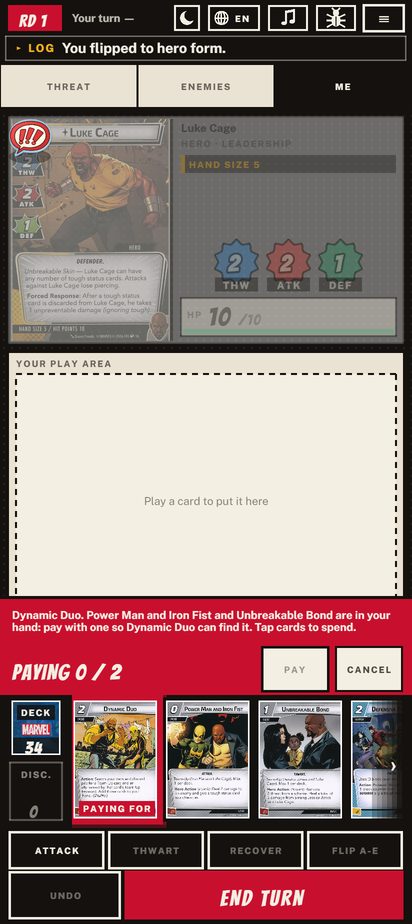 RD 1
Your turn —
EN
LOG You flipped to hero form.
THREAT
ENEMIES
ME
!!!
LUKE CAGE
2
THW
2
ATK
1
DEF
HERO
DEFENDER.
Unbreakable Skin — Luke Cage can have
any number of tough status cards. Attacks
against Luke Cage lose piercing.
Forced Response: After a tough status
card is discarded from Luke Cage, he takes
1 unpreventable damage (ignoring tough).
HAND SIZE 5 / HIT POINTS 10
Luke Cage
HERO · LEADERSHIP
HAND SIZE 5
2 2 1
THW ATK DEF
HP 10 /10
YOUR PLAY AREA
Play a card to put it here
Dynamic Duo. Power Man and Iron Fist and Unbreakable Bond are in your
hand: pay with one so Dynamic Duo can find it. Tap cards to spend.
PAYING 0 / 2
PAY
CANCEL
DECK
MARVEL
34
DISC.
0
2 DYNAMIC DUO
PAYING FOR
0 POWER MAN AND IRON FIST
1 UNBREAKABLE BOND
2
›
ATTACK
THWART
RECOVER
FLIP A-E
UNDO
END TURN